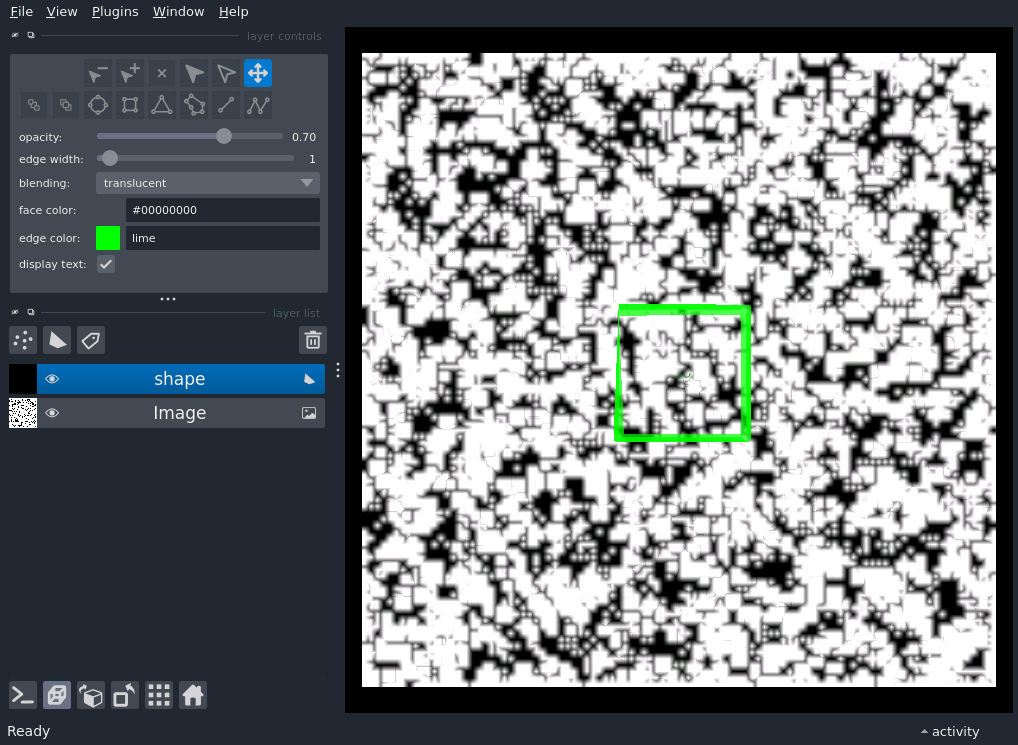 File View Plugins Window Help
layer controls
opacity: 0.70
edge width: 1
blending: translucent
face color: #00000000
edge color: lime
display text:
layer list
shape
Image
Ready
activity